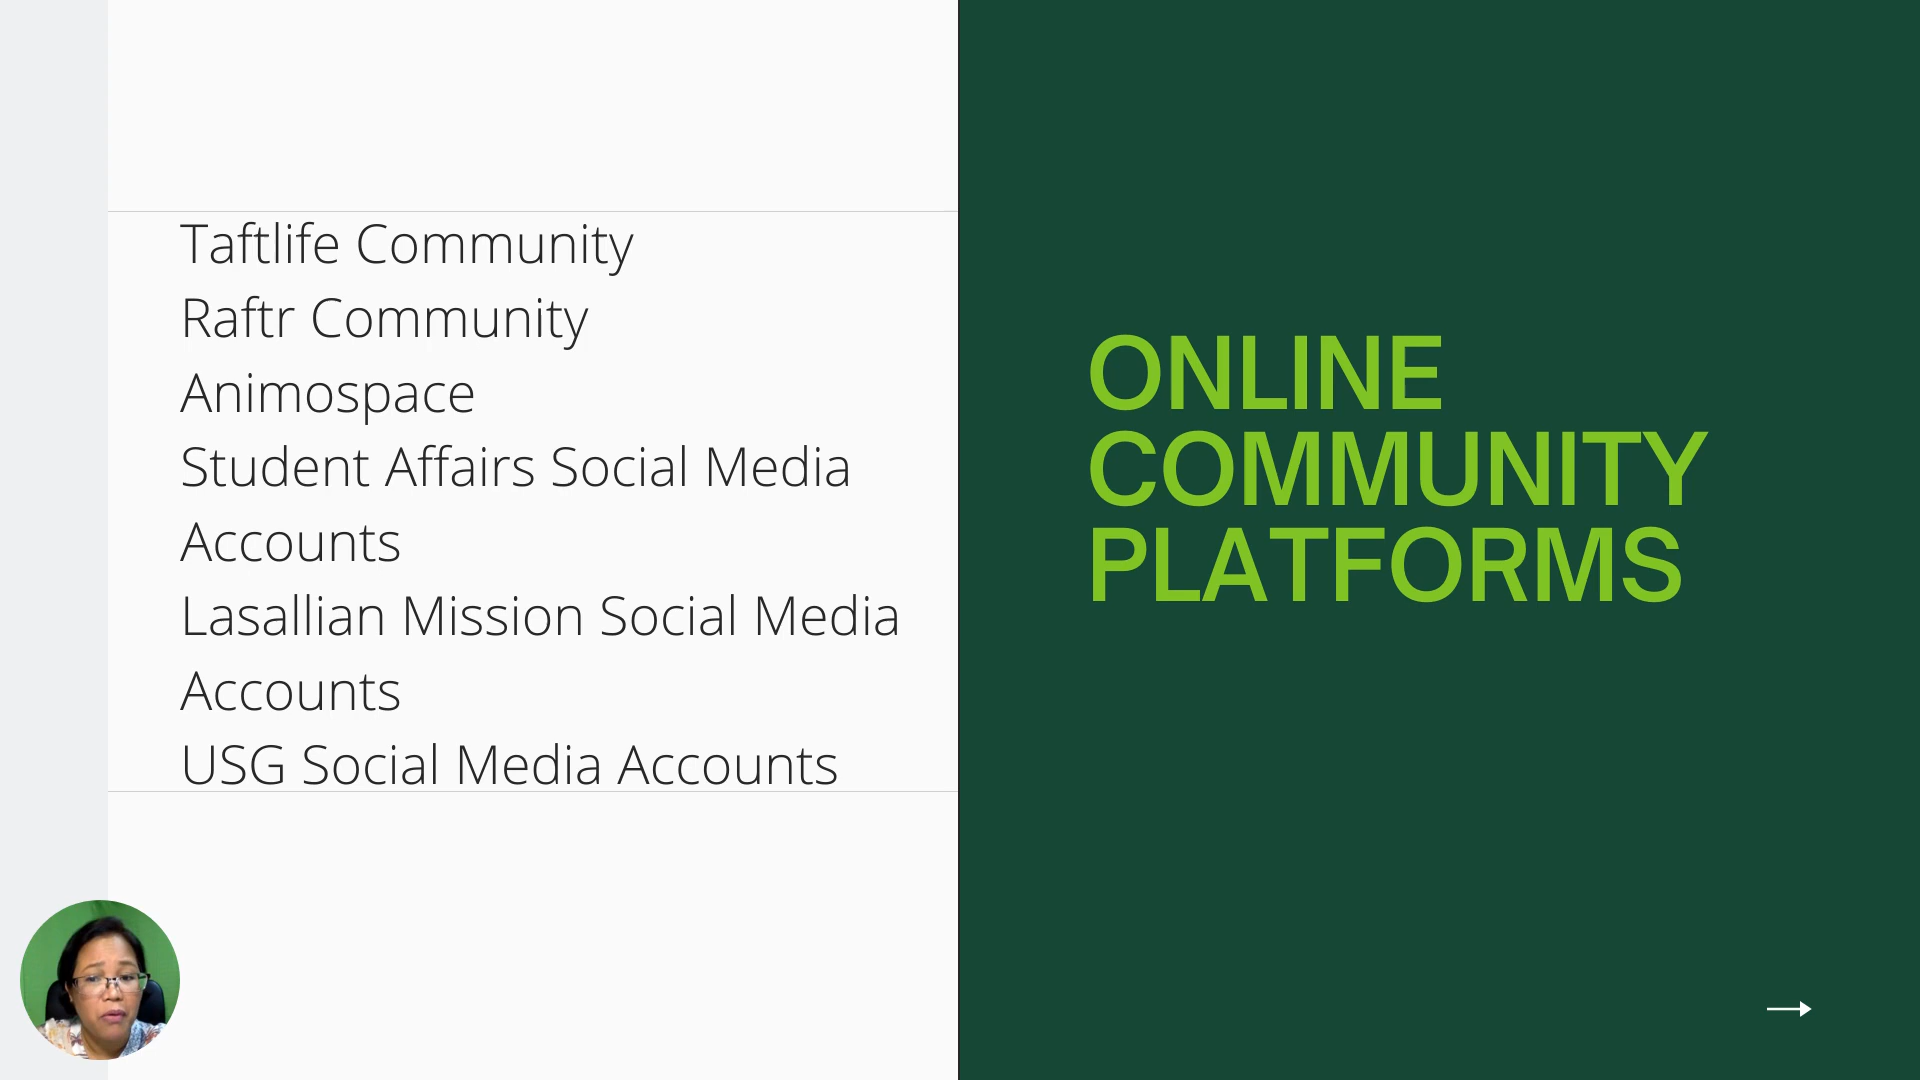 Taftlife Community
Raftr Community
Animospace
Student Affairs Social Media
Accounts
Lasallian Mission Social Media
Accounts
USG Social Media Accounts
ONLINE
COMMUNITY
PLATFORMS